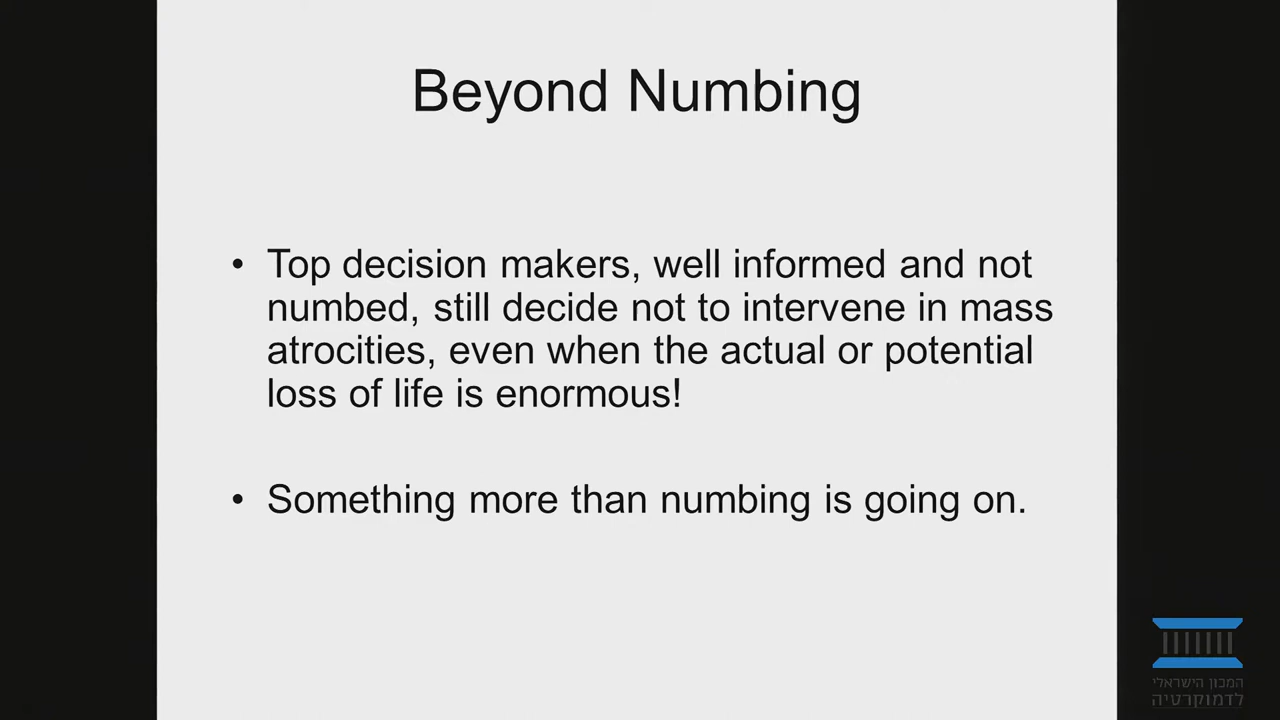 Beyond Numbing
• Top decision makers, well informed and not
numbed, still decide not to intervene in mass
atrocities, even when the actual or potential
loss of life is enormous!
• Something more than numbing is going on.
המכון הישראלי
לדמוקרטיה